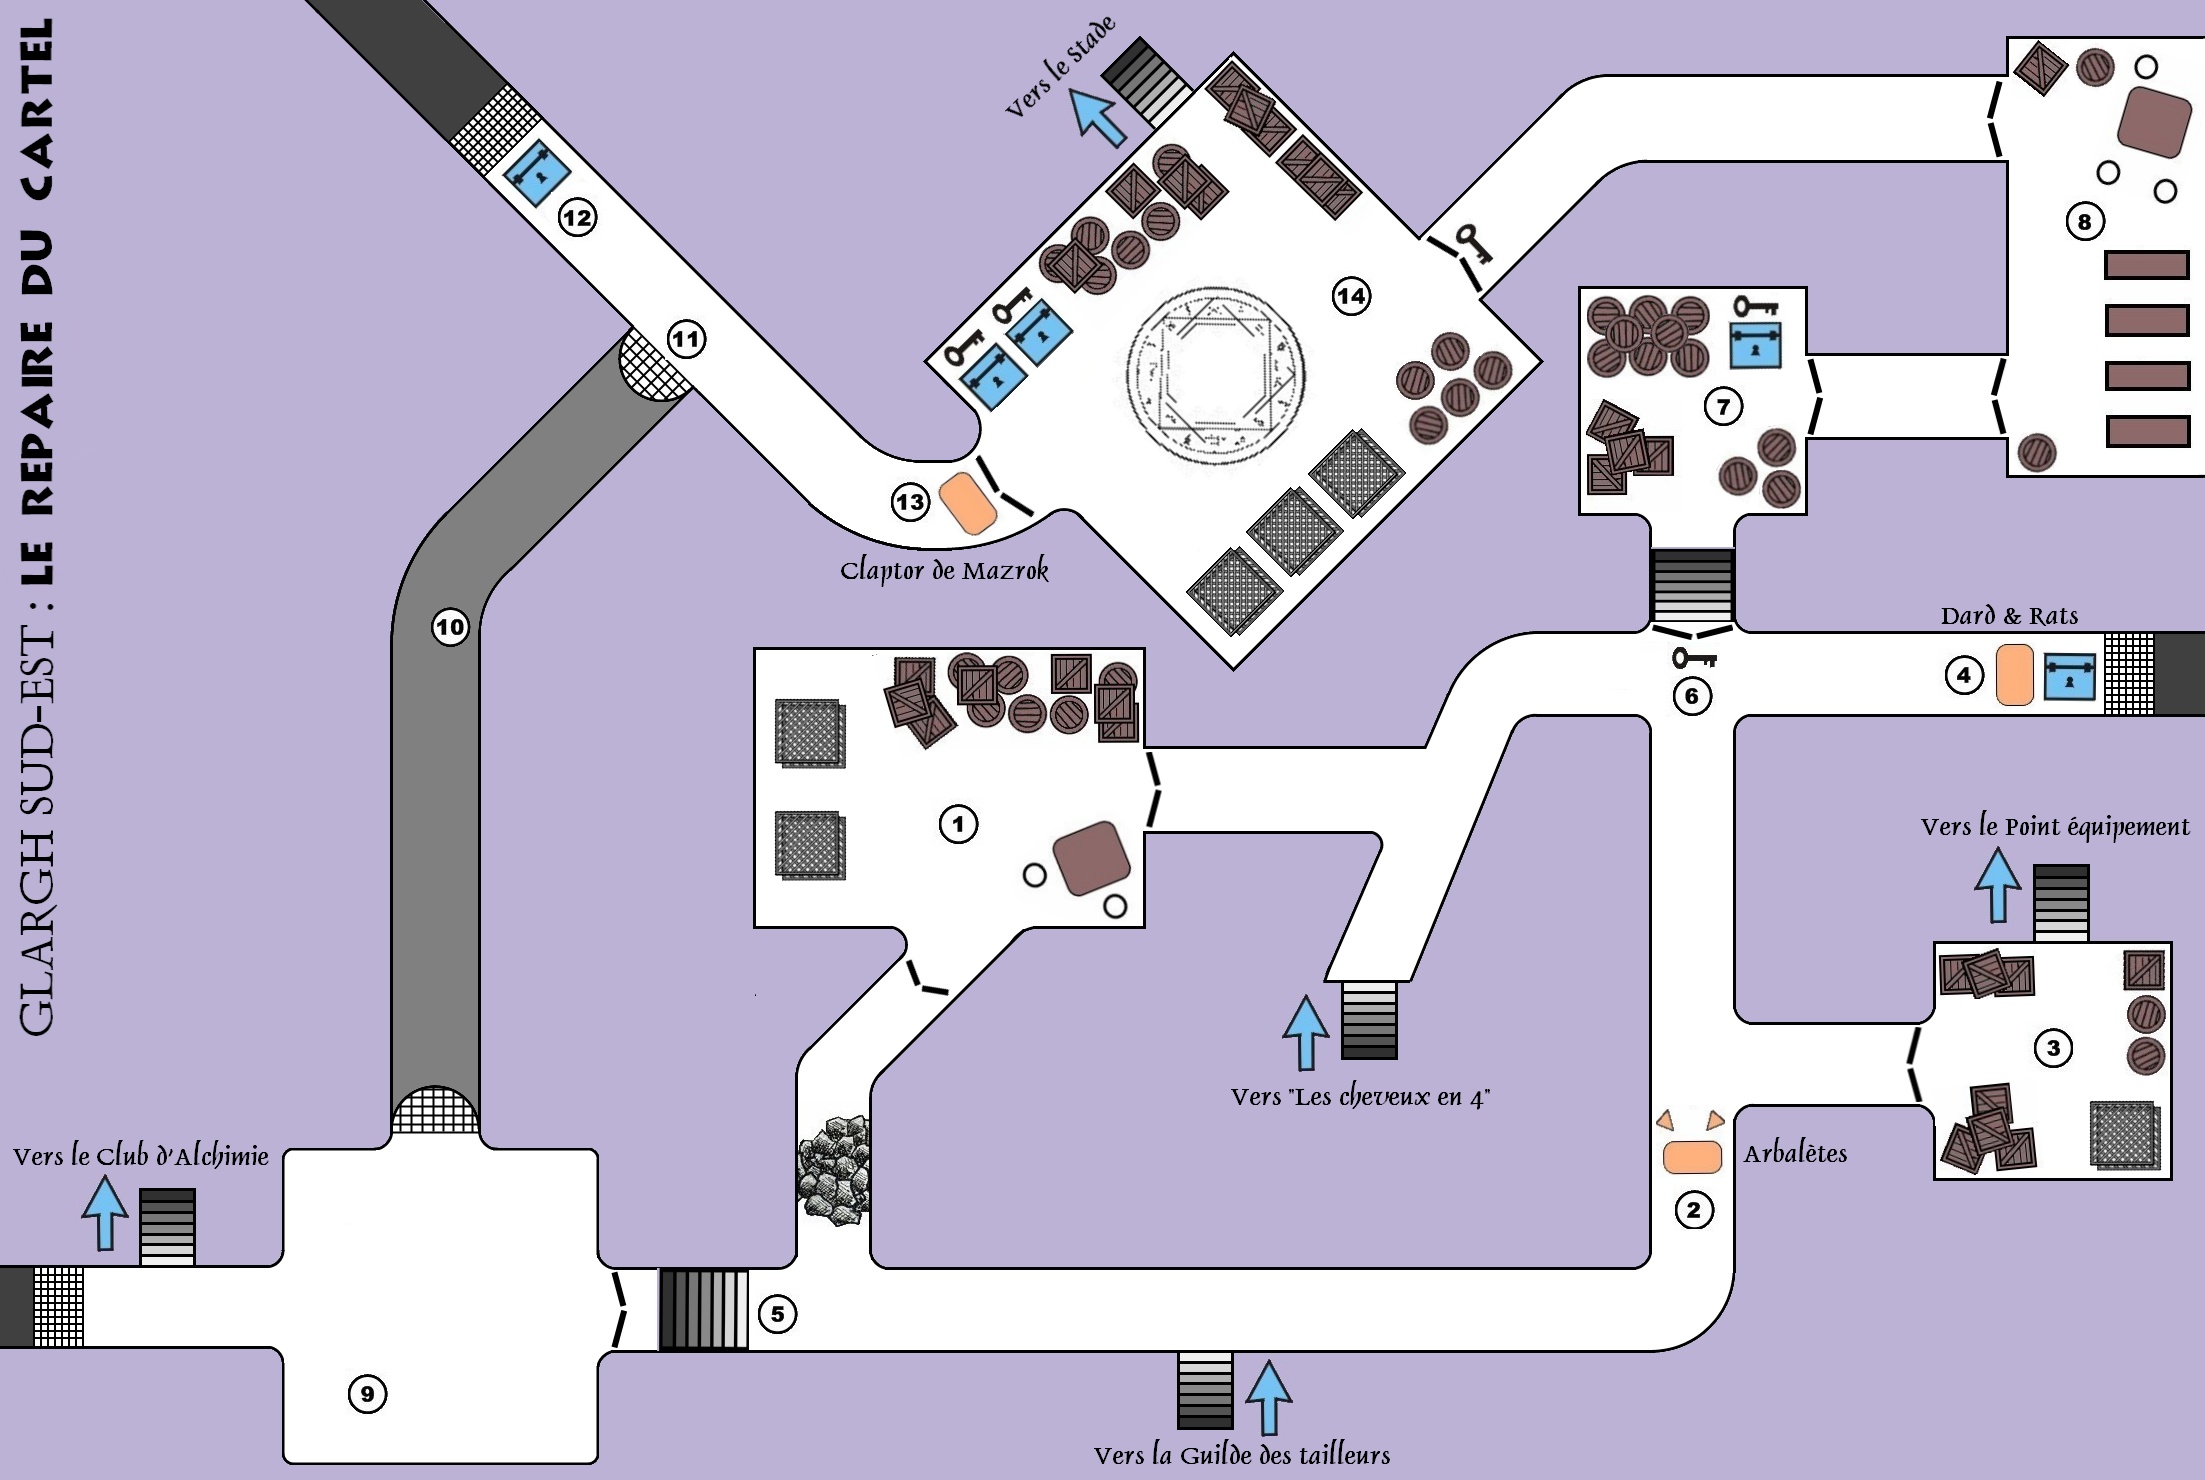 GLARGH SUD-EST : LE REPAIRE DU CARTEL
Vers le Stade
12
14
8
11
7
13
Claptor de Mazrok
10
Dard & Rats
4
6
1
Vers le Point équipement
3
Vers "Les cheveux en 4"
Vers le Club d'Alchimie
Arbalètes
2
5
9
Vers la Guilde des tailleurs